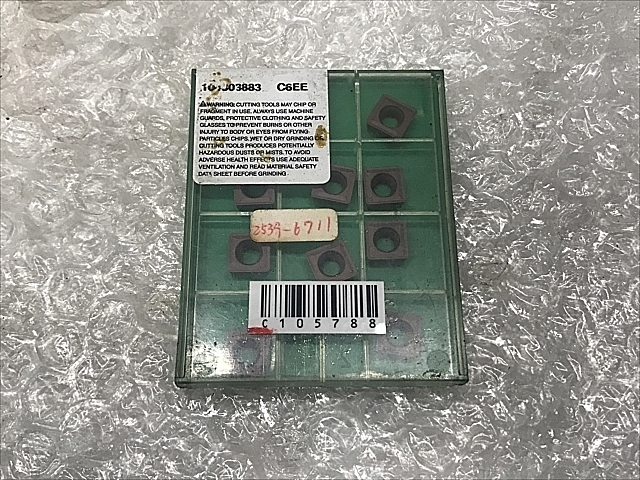 C6EE
WARNING: CUTTING TOOLS MAY CHIP OR
FRAGMENT IN USE. ALWAYS USE MACHINE
GUARDS, PROTECTIVE CLOTHING AND SAFETY
GLASSES TO PREVENT BURNS OR OTHER
INJURY TO BODY OR EYES FROM FLYING
PARTICLES CHIPS. WET OR DRY GRINDING OF
CUTTING TOOLS PRODUCES POTENTIALLY
HAZARDOUS DUSTS OR MISTS. TO AVOID
ADVERSE HEALTH EFFECTS USE ADEQUATE
VENTILATION AND READ MATERIAL SAFETY
DATA SHEET BEFORE GRINDING
2539-6711
C105788